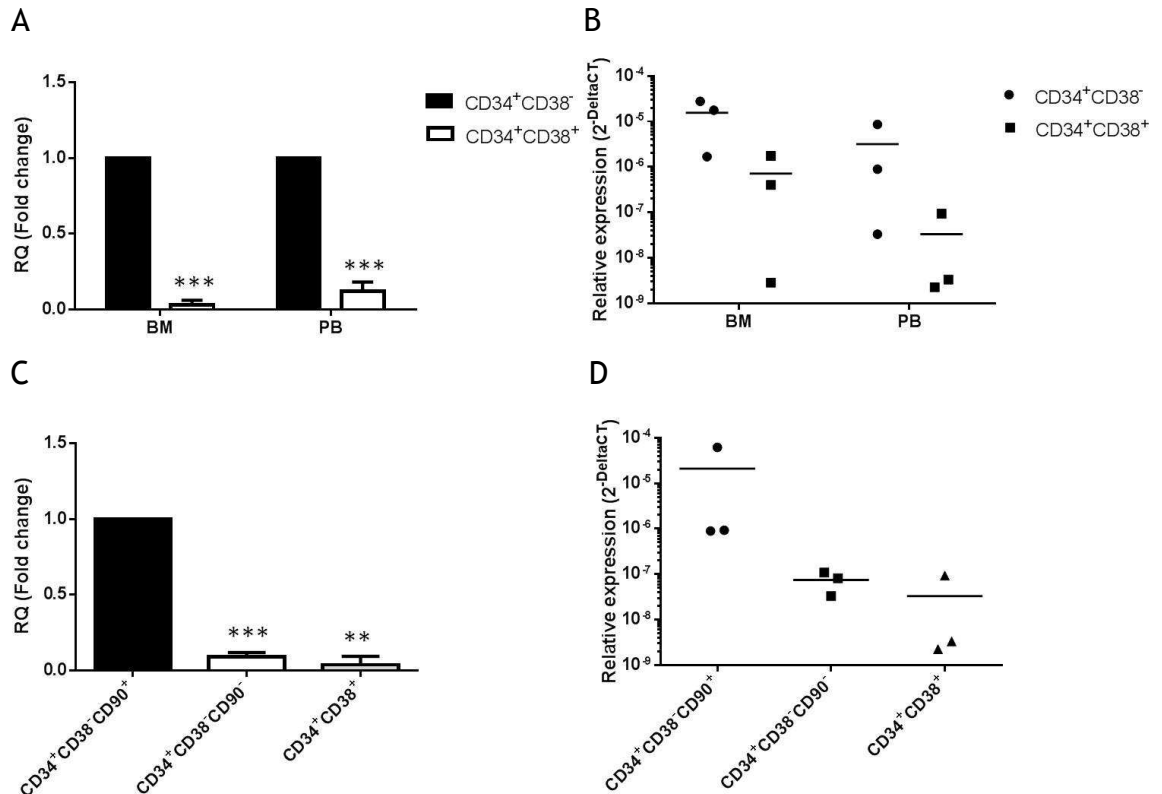 A
RQ (Fold change)
1.5
1.0
0.5
0.0
***
***
BM
PB
CD34⁺CD38⁻
CD34⁺CD38⁺
B
Relative expression (2⁻ᴰᵉˡᵗᵃᶜᵀ)
10⁻⁴
10⁻⁵
10⁻⁶
10⁻⁷
10⁻⁸
10⁻⁹
BM
PB
CD34⁺CD38⁻
CD34⁺CD38⁺
C
RQ (Fold change)
1.5
1.0
0.5
0.0
***
**
CD34⁺CD38⁻CD90⁺
CD34⁺CD38⁻CD90⁻
CD34⁺CD38⁺
D
Relative expression (2⁻ᴰᵉˡᵗᵃᶜᵀ)
10⁻⁴
10⁻⁵
10⁻⁶
10⁻⁷
10⁻⁸
10⁻⁹
CD34⁺CD38⁻CD90⁺
CD34⁺CD38⁻CD90⁻
CD34⁺CD38⁺